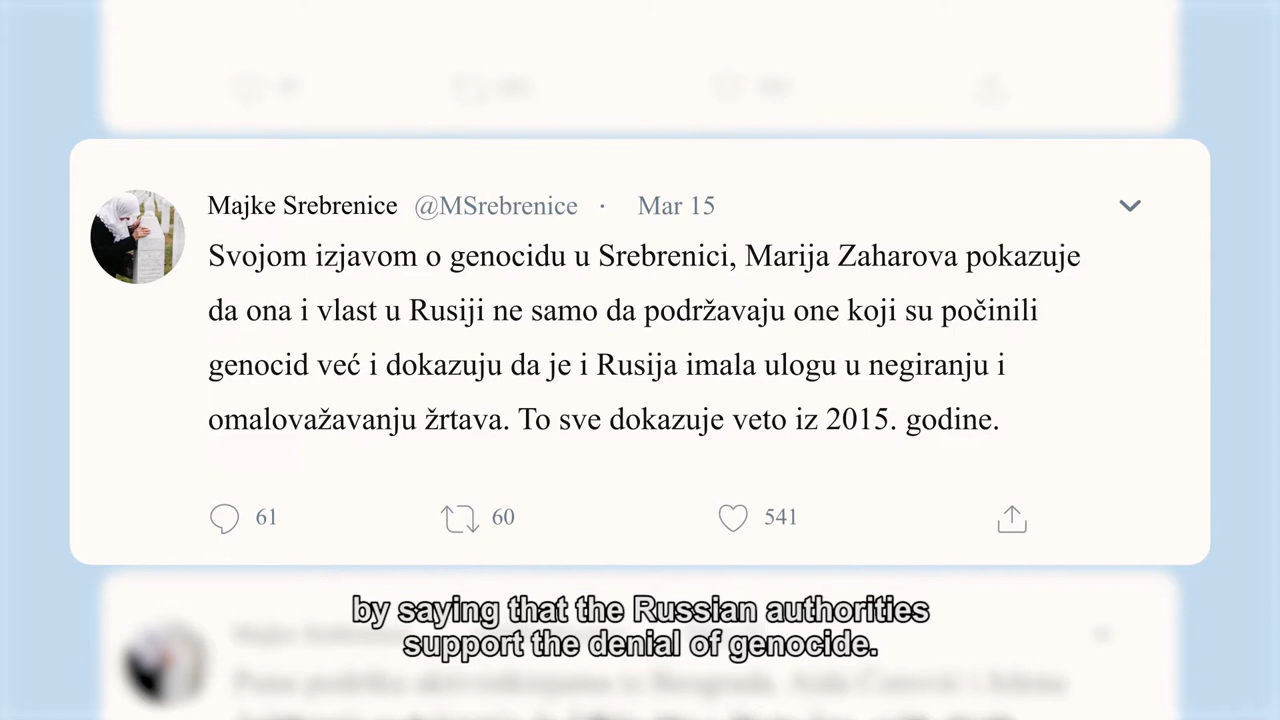 Majke Srebrenice @MSrebrenice · Mar 15
Svojom izjavom o genocidu u Srebrenici, Marija Zaharova pokazuje
da ona i vlast u Rusiji ne samo da podržavaju one koji su počinili
genocid već i dokazuju da je i Rusija imala ulogu u negiranju i
omalovažavanju žrtava. To sve dokazuje veto iz 2015. godine.
61 60 541
by saying that the Russian authorities
support the denial of genocide.